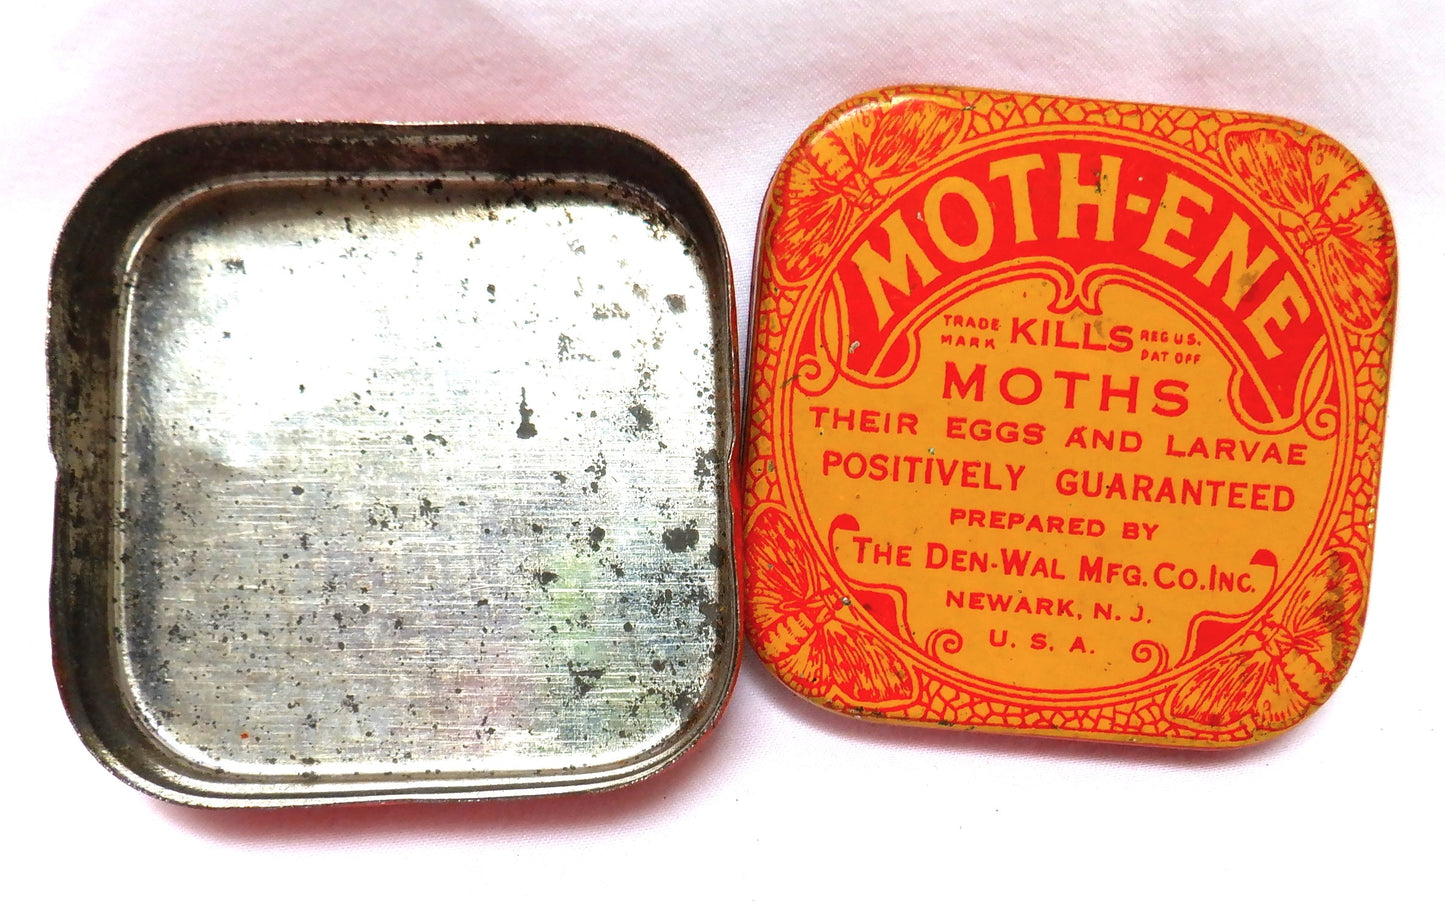 MOTH-ENE
TRADE MARK KILLS REG U.S. PAT OFF
MOTHS
THEIR EGGS AND LARVAE
POSITIVELY GUARANTEED
PREPARED BY
THE DEN-WAL MFG. CO. INC.
NEWARK, N. J.
U. S. A.